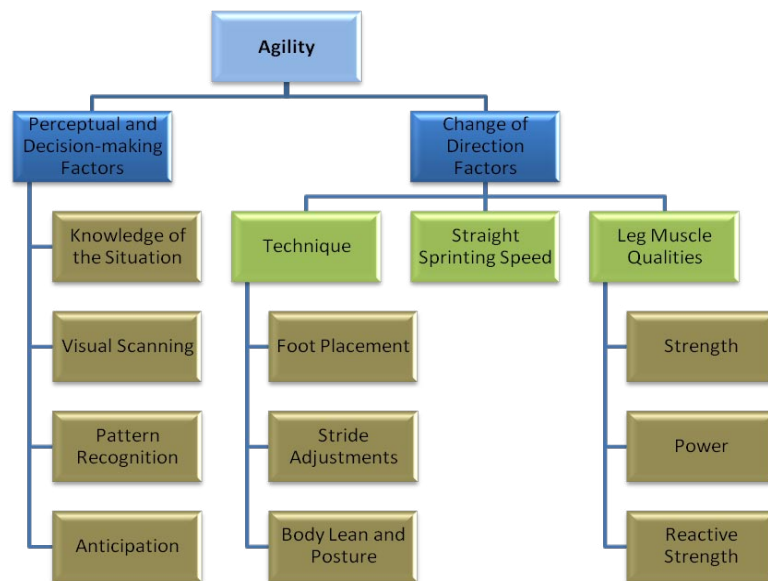 Agility
Perceptual and
Decision-making
Factors
Change of
Direction
Factors
Knowledge of
the Situation
Technique
Straight
Sprinting Speed
Leg Muscle
Qualities
Visual Scanning
Foot Placement
Strength
Pattern
Recognition
Stride
Adjustments
Power
Anticipation
Body Lean and
Posture
Reactive
Strength